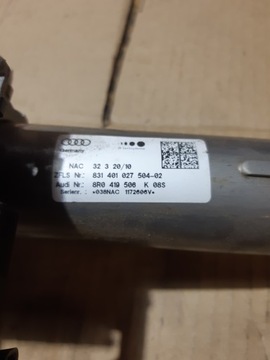 NAC 32 3 20/10
ZFLS Nr.: 831 401 027 504-02
Audi Nr.: 8R0 419 506 K 08S
Seriennr.: *038NAC 1172606V*